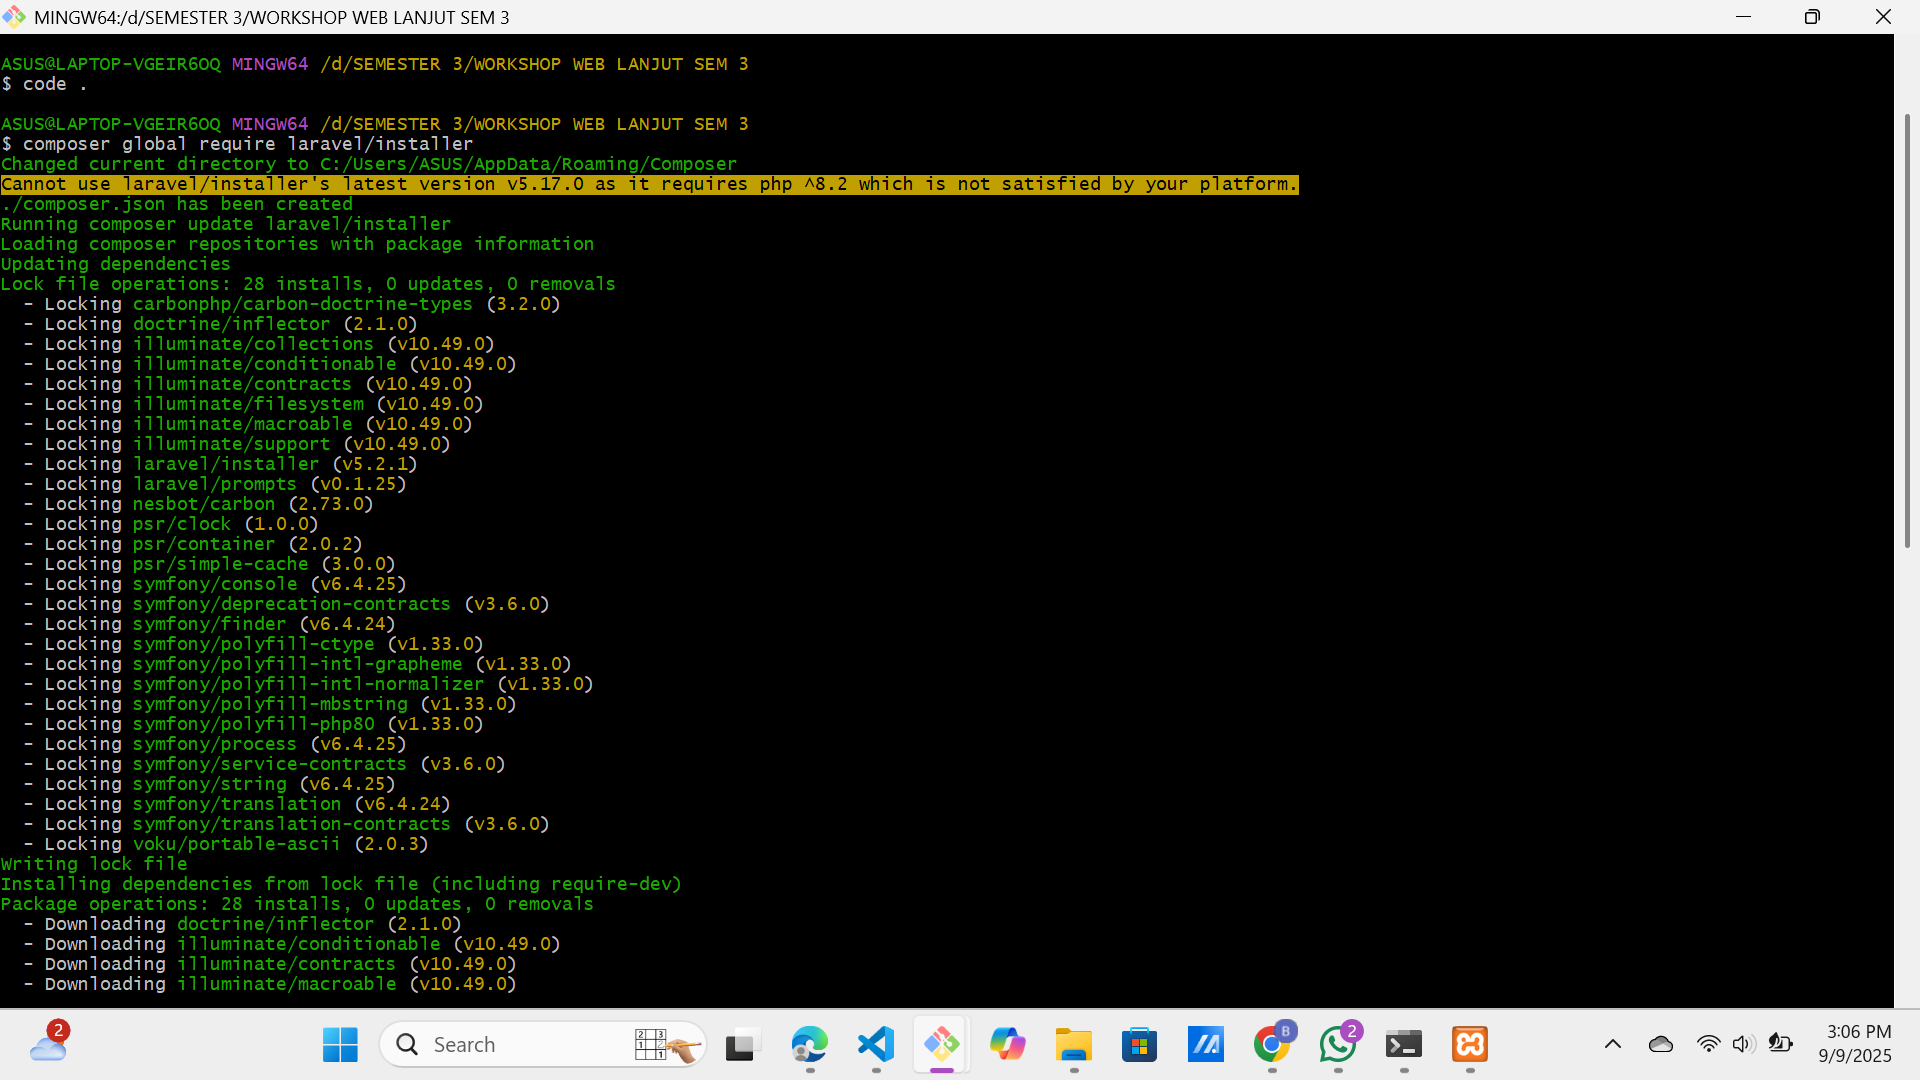 MINGW64:/d/SEMESTER 3/WORKSHOP WEB LANJUT SEM 3
ASUS@LAPTOP-VGEIR6OQ MINGW64 /d/SEMESTER 3/WORKSHOP WEB LANJUT SEM 3
$ code .
ASUS@LAPTOP-VGEIR6OQ MINGW64 /d/SEMESTER 3/WORKSHOP WEB LANJUT SEM 3
$ composer global require laravel/installer
Changed current directory to C:/Users/ASUS/AppData/Roaming/Composer
Cannot use laravel/installer's latest version v5.17.0 as it requires php ^8.2 which is not satisfied by your platform.
./composer.json has been created
Running composer update laravel/installer
Loading composer repositories with package information
Updating dependencies
Lock file operations: 28 installs, 0 updates, 0 removals
  - Locking carbonphp/carbon-doctrine-types (3.2.0)
  - Locking doctrine/inflector (2.1.0)
  - Locking illuminate/collections (v10.49.0)
  - Locking illuminate/conditionable (v10.49.0)
  - Locking illuminate/contracts (v10.49.0)
  - Locking illuminate/filesystem (v10.49.0)
  - Locking illuminate/macroable (v10.49.0)
  - Locking illuminate/support (v10.49.0)
  - Locking laravel/installer (v5.2.1)
  - Locking laravel/prompts (v0.1.25)
  - Locking nesbot/carbon (2.73.0)
  - Locking psr/clock (1.0.0)
  - Locking psr/container (2.0.2)
  - Locking psr/simple-cache (3.0.0)
  - Locking symfony/console (v6.4.25)
  - Locking symfony/deprecation-contracts (v3.6.0)
  - Locking symfony/finder (v6.4.24)
  - Locking symfony/polyfill-ctype (v1.33.0)
  - Locking symfony/polyfill-intl-grapheme (v1.33.0)
  - Locking symfony/polyfill-intl-normalizer (v1.33.0)
  - Locking symfony/polyfill-mbstring (v1.33.0)
  - Locking symfony/polyfill-php80 (v1.33.0)
  - Locking symfony/process (v6.4.25)
  - Locking symfony/service-contracts (v3.6.0)
  - Locking symfony/string (v6.4.25)
  - Locking symfony/translation (v6.4.24)
  - Locking symfony/translation-contracts (v3.6.0)
  - Locking voku/portable-ascii (2.0.3)
Writing lock file
Installing dependencies from lock file (including require-dev)
Package operations: 28 installs, 0 updates, 0 removals
  - Downloading doctrine/inflector (2.1.0)
  - Downloading illuminate/conditionable (v10.49.0)
  - Downloading illuminate/contracts (v10.49.0)
  - Downloading illuminate/macroable (v10.49.0)
2
Search
B
2
3:06 PM
9/9/2025